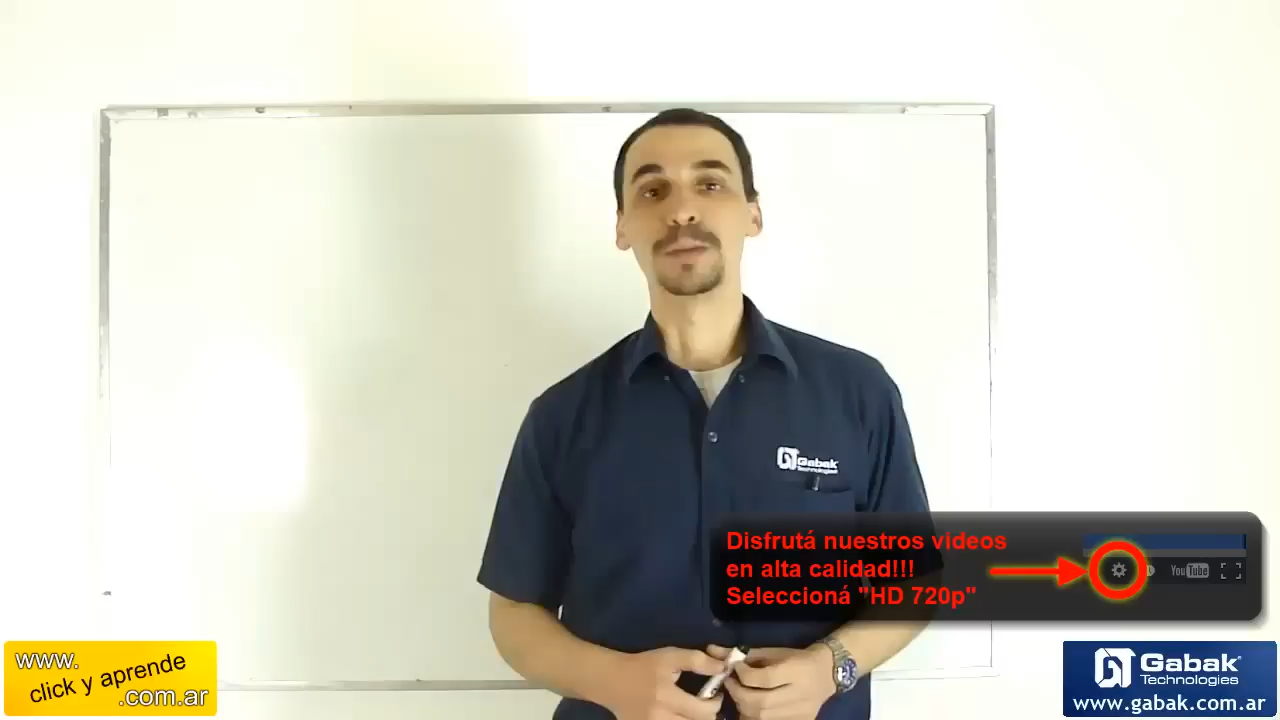 Gabak
Technologies
Disfrutá nuestros videos
en alta calidad!!!
Seleccioná "HD 720p"
YouTube
www.
click y aprende
.com.ar
Gabak
Technologies
www.gabak.com.ar